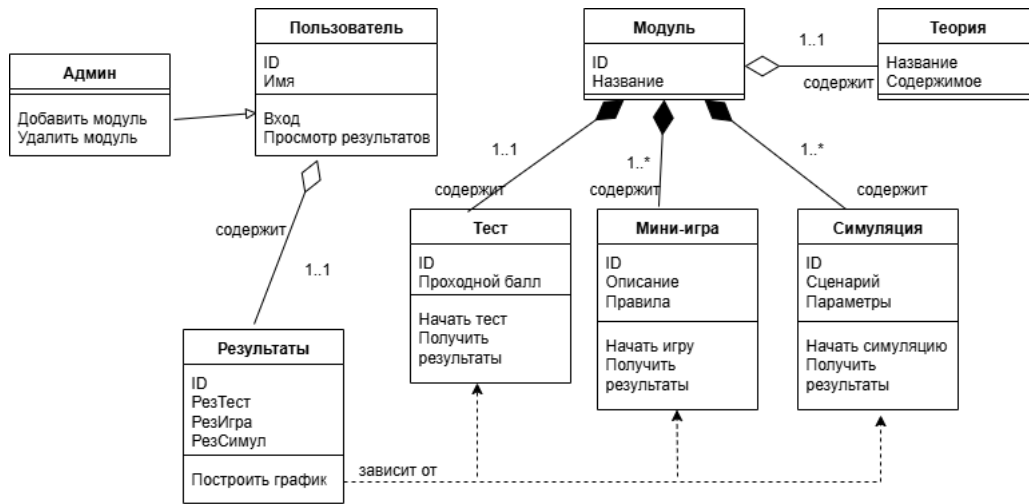 Пользователь
ID
Имя
Вход
Просмотр результатов
Админ
Добавить модуль
Удалить модуль
Модуль
ID
Название
1..1
содержит
Теория
Название
Содержимое
1..1
содержит
1..*
содержит
1..*
содержит
содержит
1..1
Тест
ID
Проходной балл
Начать тест
Получить
результаты
Мини-игра
ID
Описание
Правила
Начать игру
Получить
результаты
Симуляция
ID
Сценарий
Параметры
Начать симуляцию
Получить
результаты
Результаты
ID
РезТест
РезИгра
РезСимул
Построить график
зависит от